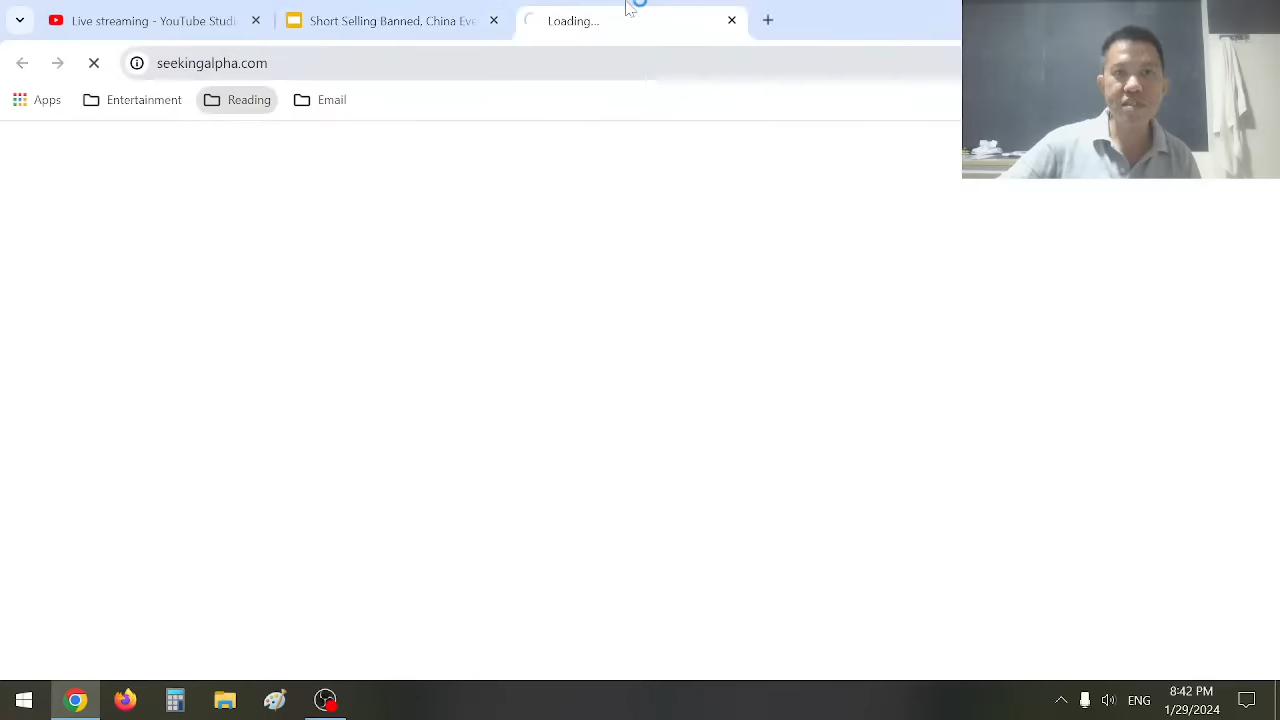 Live streaming - YouTube Studi
Short Selling Banned, China Eve
Loading...
seekingalpha.com
Apps
Entertainment
Reading
Email
ENG
8:42 PM
1/29/2024